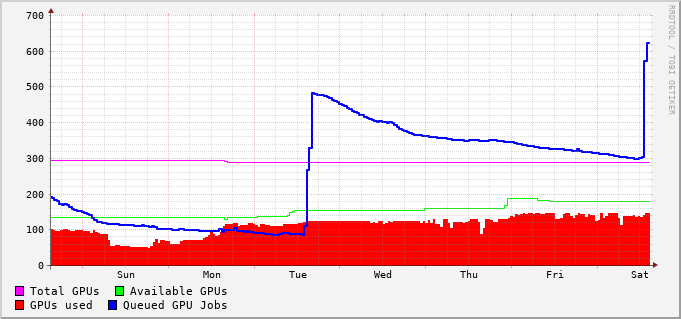 700
600
500
400
300
200
100
0
Sun Mon Tue Wed Thu Fri Sat
Total GPUs Available GPUs
GPUs used Queued GPU Jobs
RRDTOOL / TOBI OETIKER